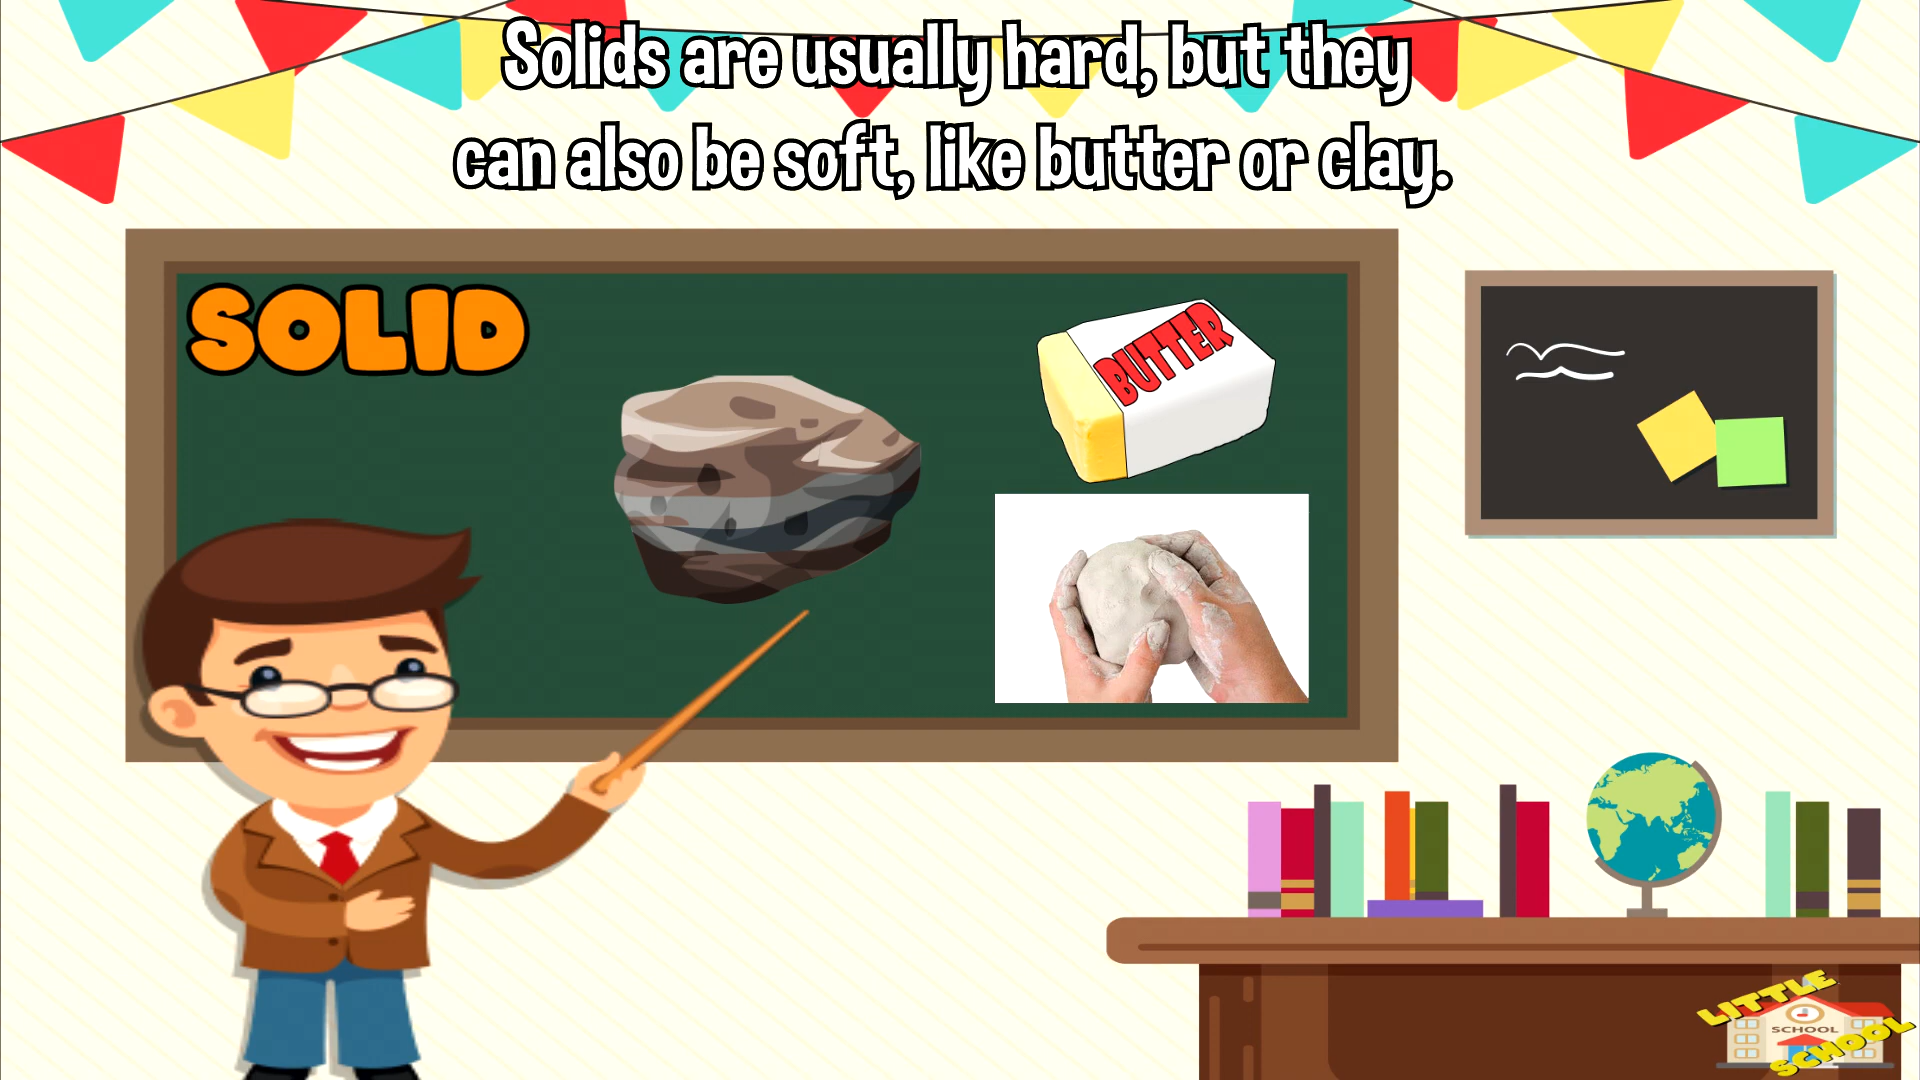 Solids are usually hard, but they
can also be soft, like butter or clay.
SOLID
BUTTER
LITTLE
SCHOOL
SCHOOL